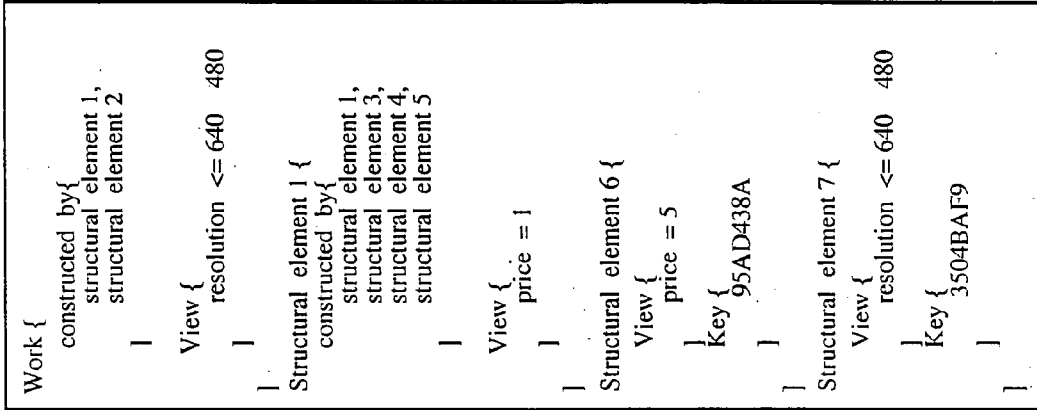 Work {
constructed by{
structural element 1,
structural element 2
]
View {
resolution <= 640 480
]
]
Structural element 1 {
constructed by{
structural element 1,
structural element 3,
structural element 4,
structural element 5
]
View {
price = 1
]
]
Structural element 6 {
View {
price = 5
]
Key {
95AD438A
]
]
Structural element 7 {
View {
resolution <= 640 480
]
Key {
3504BAF9
]
]